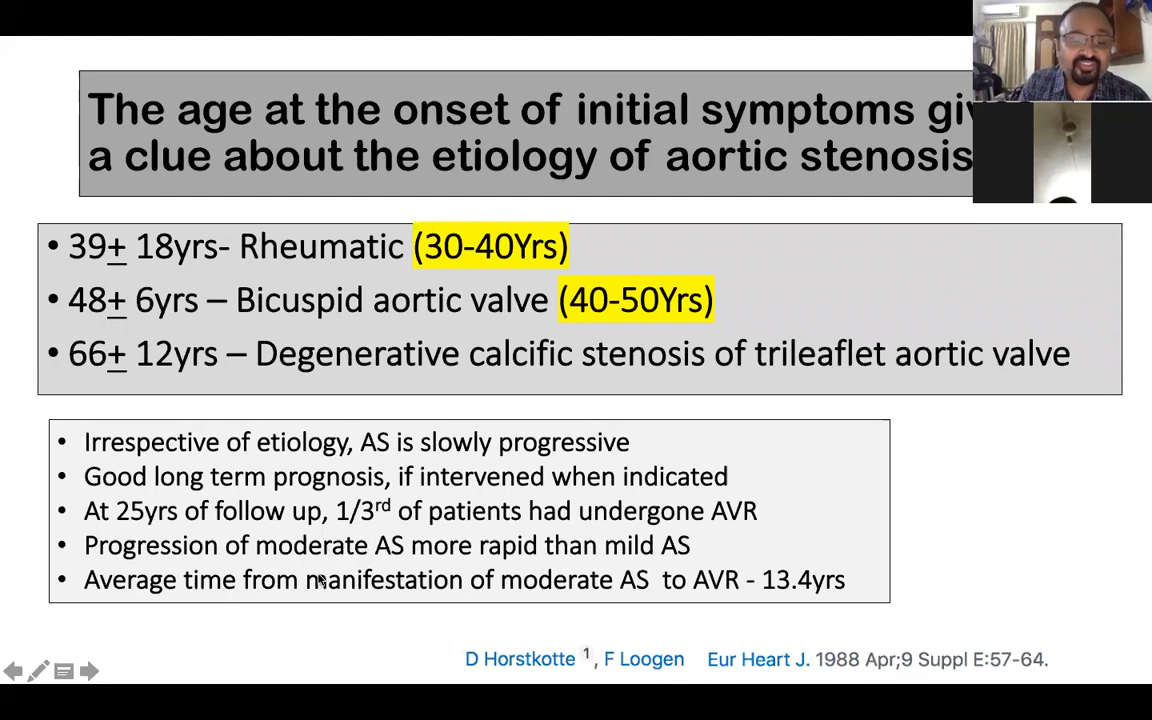 The age at the onset of initial symptoms
a clue about the etiology of aortic stenosis
• 39± 18yrs- Rheumatic (30-40Yrs)
• 48± 6yrs – Bicuspid aortic valve (40-50Yrs)
• 66± 12yrs – Degenerative calcific stenosis of trileaflet aortic valve
• Irrespective of etiology, AS is slowly progressive
• Good long term prognosis, if intervened when indicated
• At 25yrs of follow up, 1/3rd of patients had undergone AVR
• Progression of moderate AS more rapid than mild AS
• Average time from manifestation of moderate AS to AVR - 13.4yrs
D Horstkotte 1, F Loogen Eur Heart J. 1988 Apr;9 Suppl E:57-64.